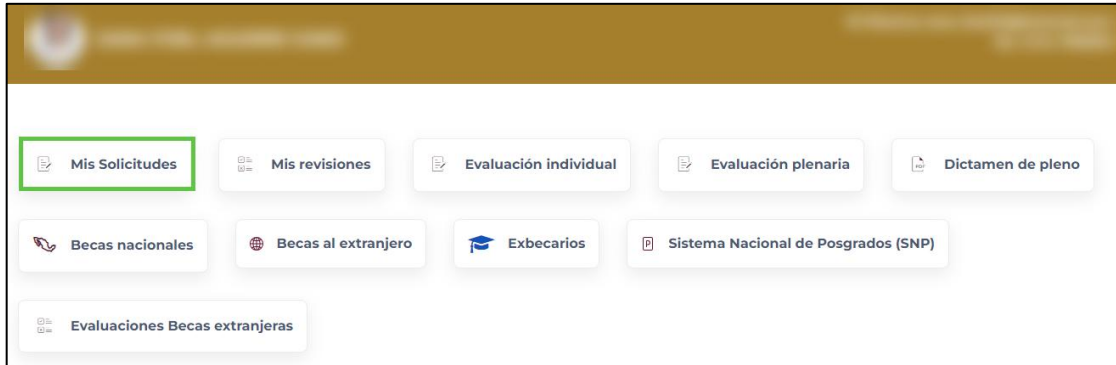 Mis Solicitudes
Mis revisiones
Evaluación individual
Evaluación plenaria
PDF
Dictamen de pleno
Becas nacionales
Becas al extranjero
Exbecarios
P
Sistema Nacional de Posgrados (SNP)
Evaluaciones Becas extranjeras